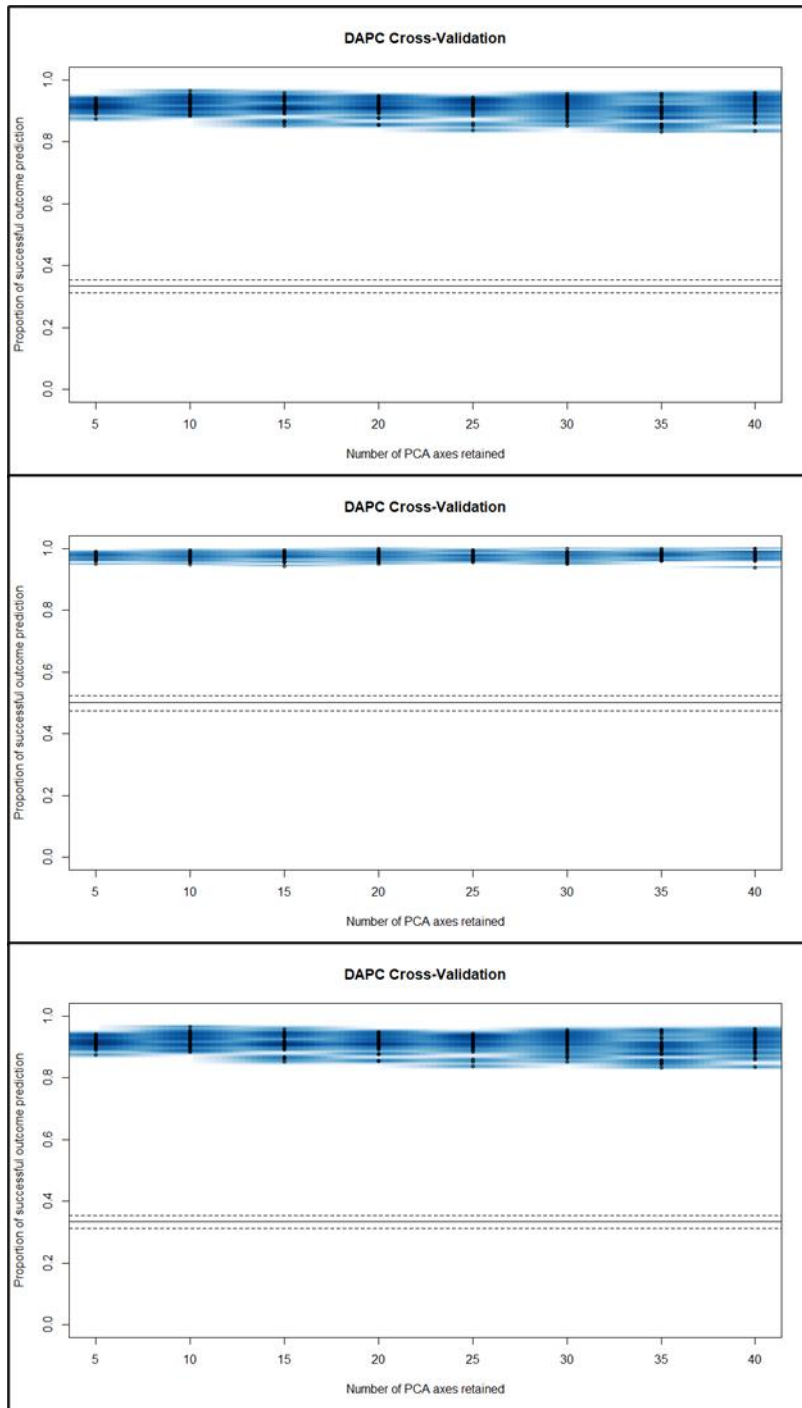 DAPC Cross-Validation
Proportion of successful outcome prediction
1.0
0.8
0.6
0.4
0.2
0.0
5 10 15 20 25 30 35 40
Number of PCA axes retained
DAPC Cross-Validation
Proportion of successful outcome prediction
1.0
0.8
0.6
0.4
0.2
0.0
5 10 15 20 25 30 35 40
Number of PCA axes retained
DAPC Cross-Validation
Proportion of successful outcome prediction
1.0
0.8
0.6
0.4
0.2
0.0
5 10 15 20 25 30 35 40
Number of PCA axes retained